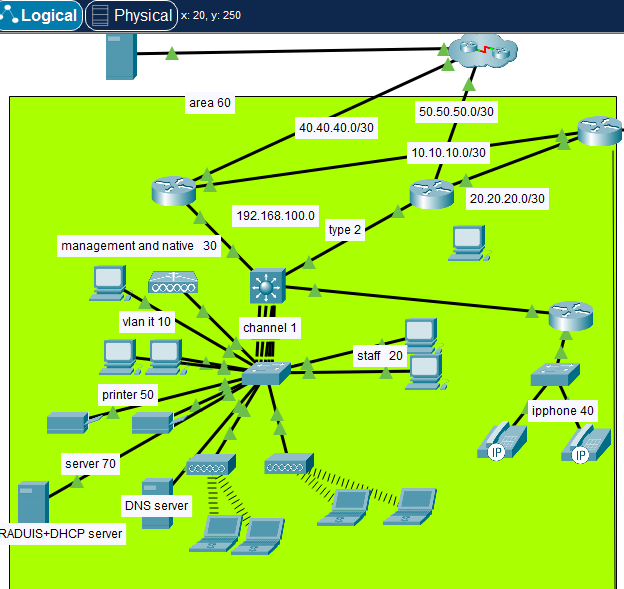 Logical
Physical
x: 20, y: 250
area 60
50.50.50.0/30
40.40.40.0/30
10.10.10.0/30
20.20.20.0/30
192.168.100.0
type 2
management and native 30
vlan it 10
channel 1
staff 20
printer 50
ipphone 40
server 70
IP
IP
DNS server
RADUIS+DHCP server